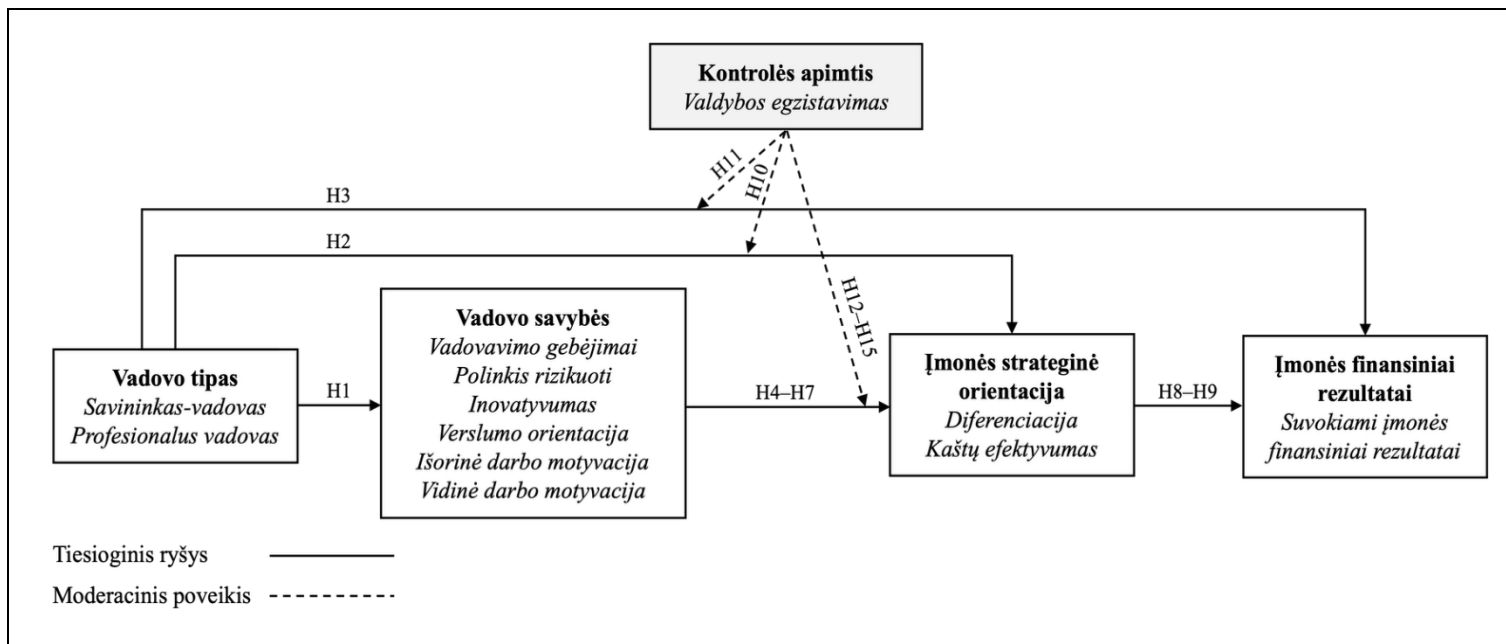 Kontrolės apimtis
Valdybos egzistavimas
H11
H10
H3
H2
H12–H15
Vadovo tipas
Savininkas-vadovas
Profesionalus vadovas
H1
Vadovo savybės
Vadovavimo gebėjimai
Polinkis rizikuoti
Inovatyvumas
Verslumo orientacija
Išorinė darbo motyvacija
Vidinė darbo motyvacija
H4–H7
Įmonės strateginė
orientacija
Diferenciacija
Kaštų efektyvumas
H8–H9
Įmonės finansiniai
rezultatai
Suvokiami įmonės
finansiniai rezultatai
Tiesioginis ryšys
Moderacinis poveikis